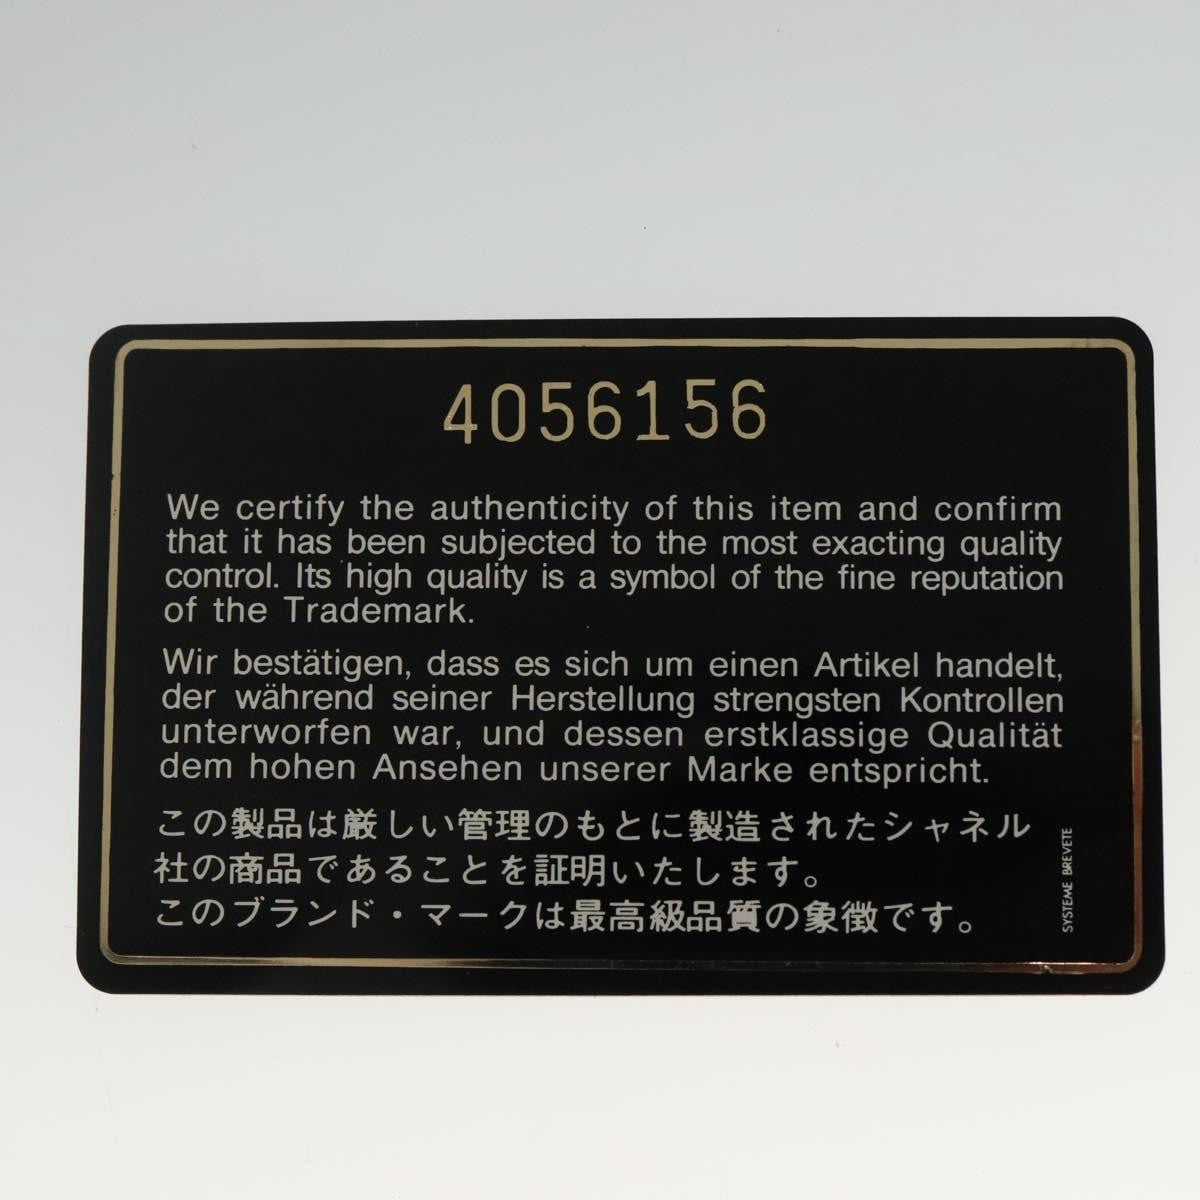 4056156
We certify the authenticity of this item and confirm
that it has been subjected to the most exacting quality
control. Its high quality is a symbol of the fine reputation
of the Trademark.
Wir bestätigen, dass es sich um einen Artikel handelt,
der während seiner Herstellung strengsten Kontrollen
unterworfen war, und dessen erstklassige Qualität
dem hohen Ansehen unserer Marke entspricht.
この製品は厳しい管理のもとに製造されたシャネル
社の商品であることを証明いたします。
このブランド・マークは最高級品質の象徴です。
SYSTEME BREVETE